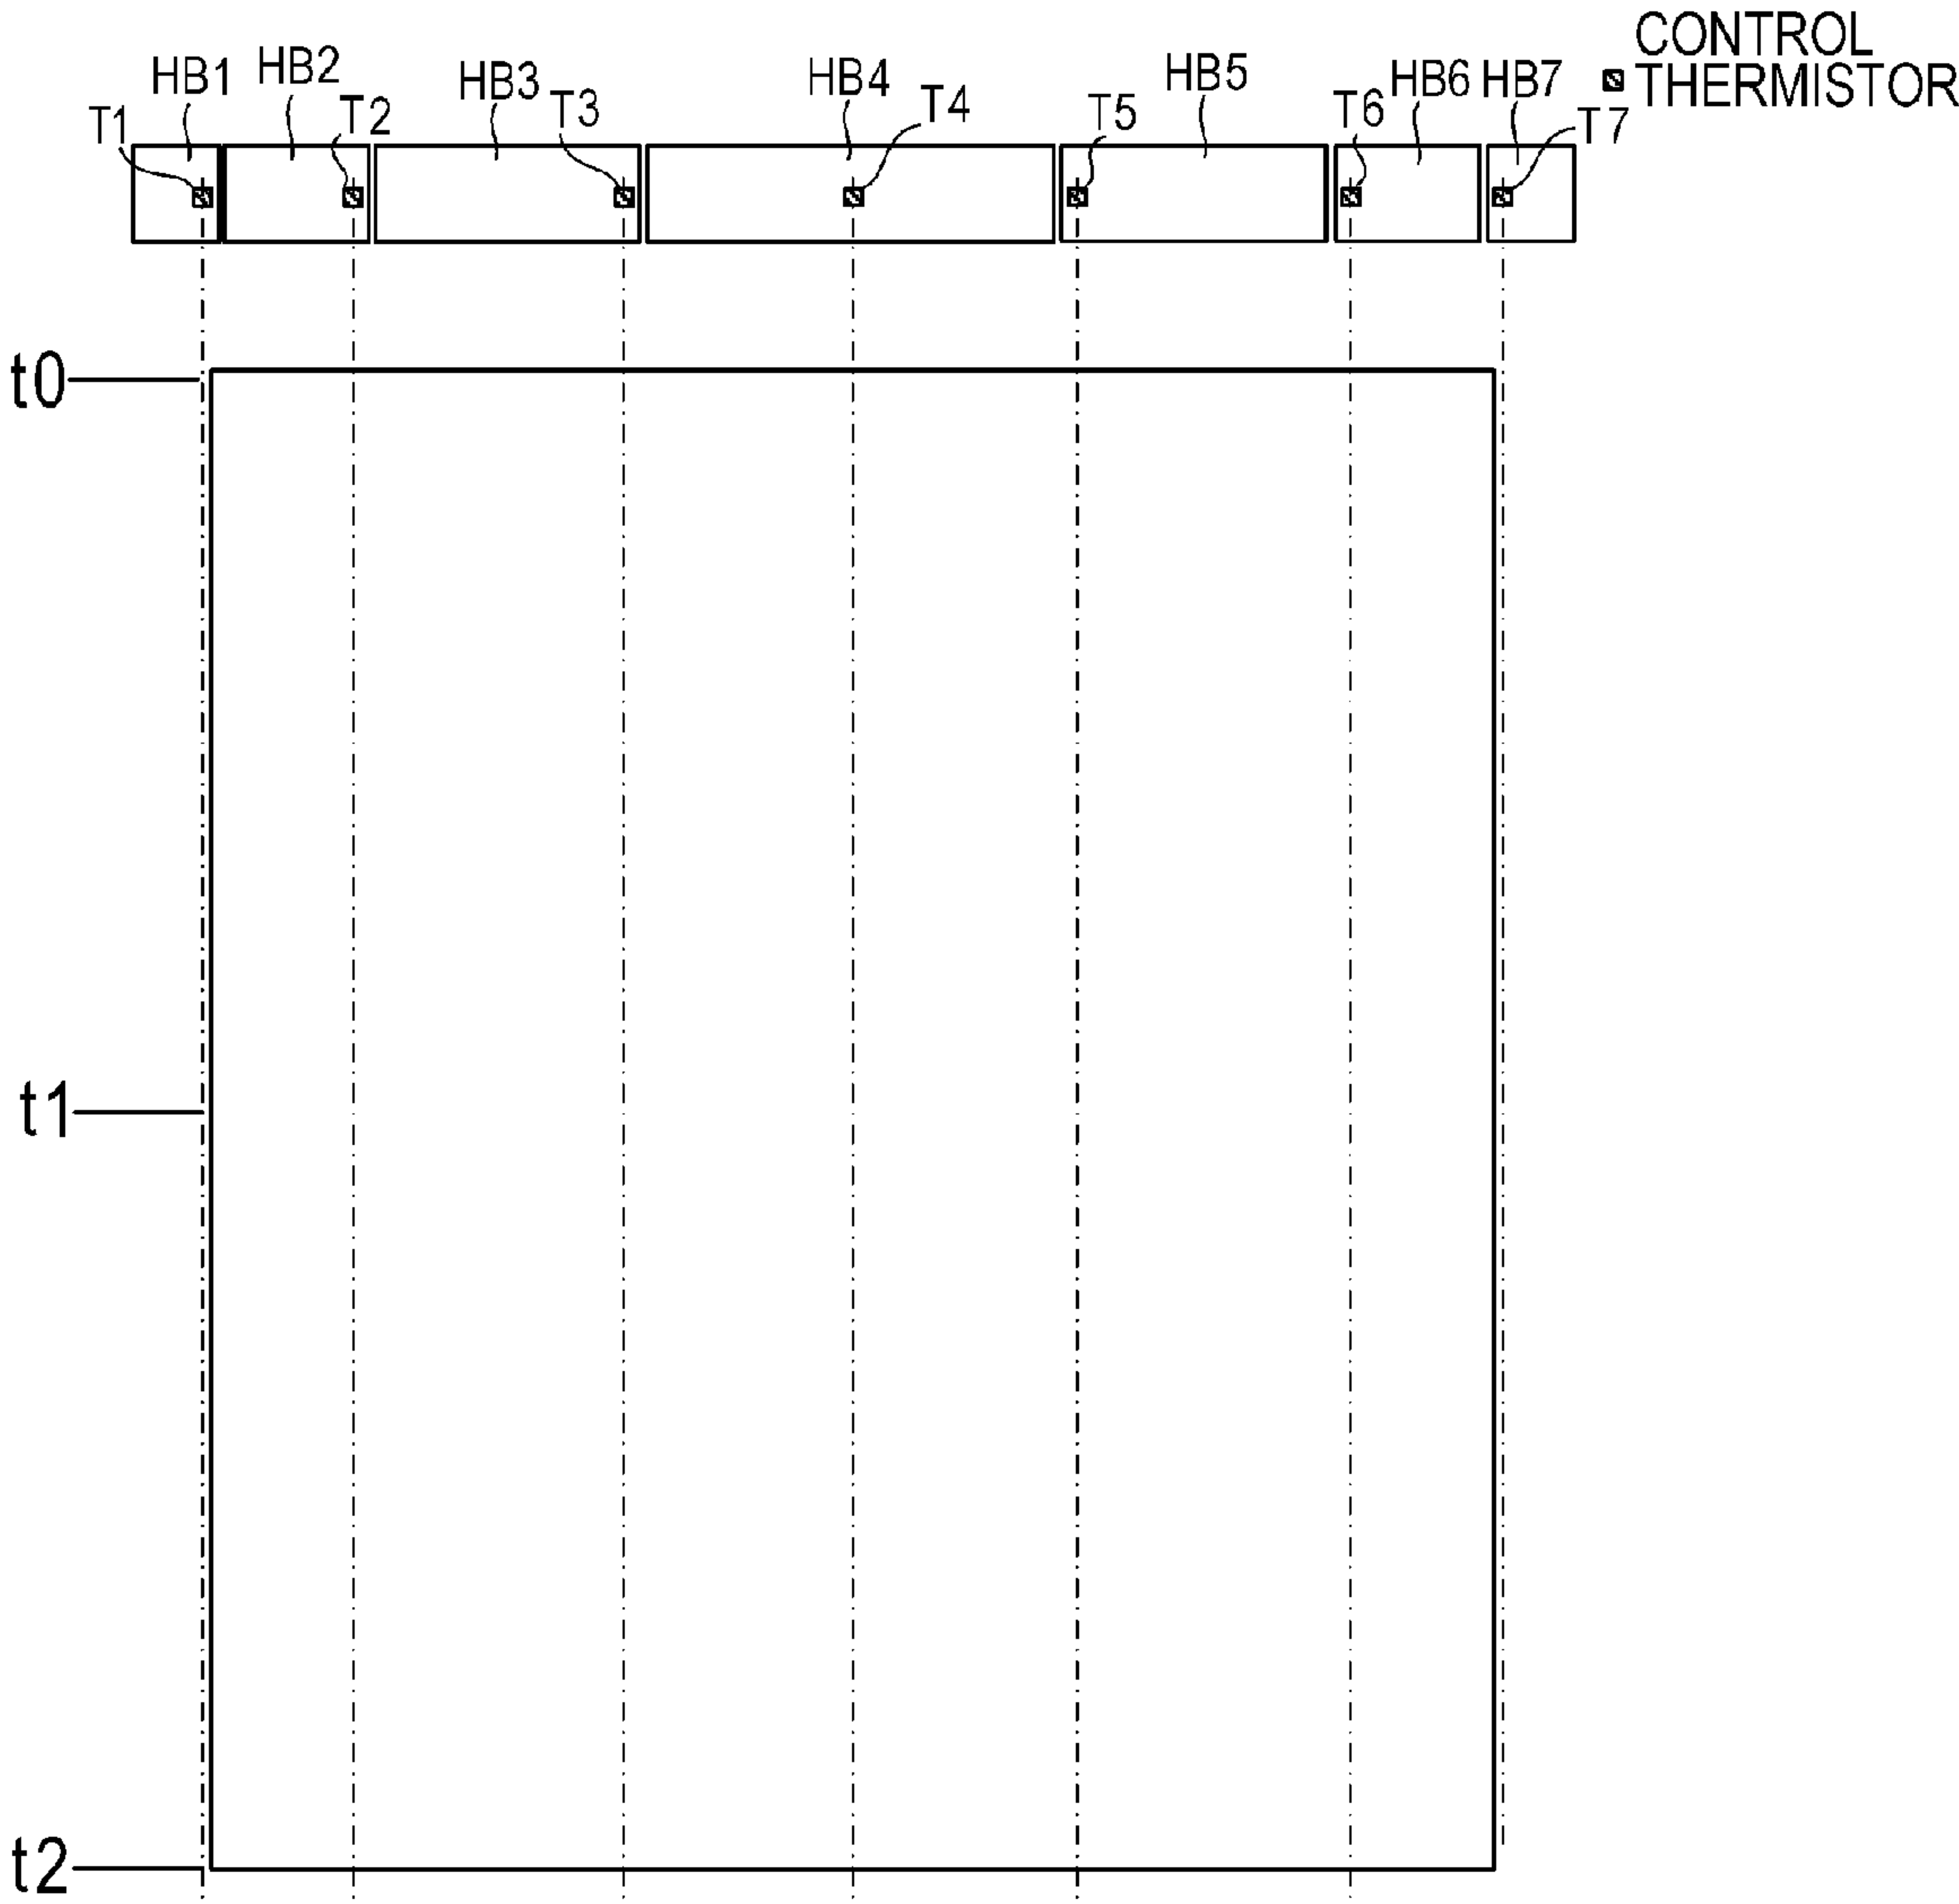 CONTROL
THERMISTOR
HB1
HB2
HB3
HB4
HB5
HB6
HB7
T1
T2
T3
T4
T5
T6
T7
t0
t1
t2